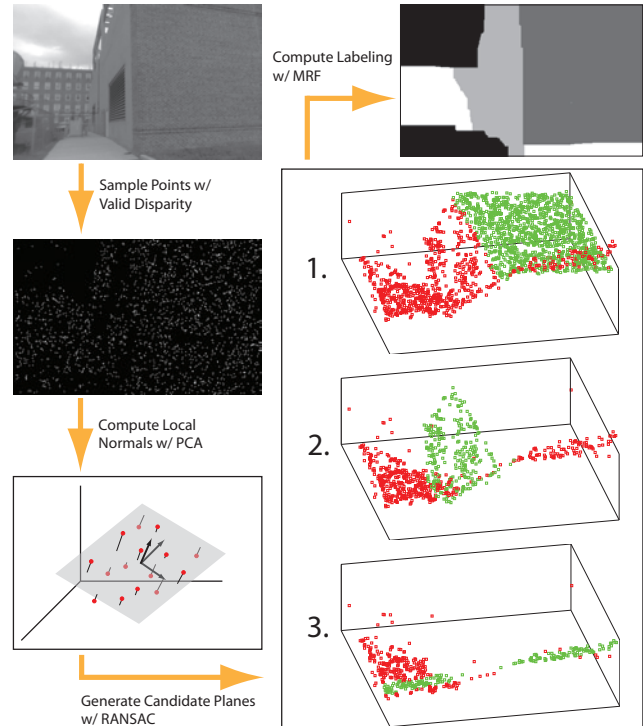 Compute Labeling
w/ MRF
Sample Points w/
Valid Disparity
1.
Compute Local
Normals w/ PCA
2.
3.
Generate Candidate Planes
w/ RANSAC